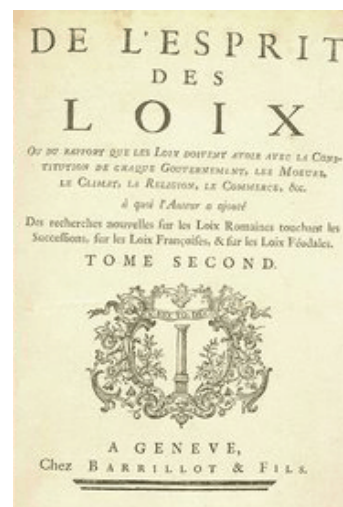 DE L'ESPRIT
DES
LOIX
OU DU RAPPORT QUE LES LOIX DOIVENT AVOIR AVEC LA CONS-
TITUTION DE CHAQUE GOUVERNEMENT, LES MOEURS,
LE CLIMAT, LA RELIGION, LE COMMERCE, &c.
à quoi l'Auteur a ajouté
Des recherches nouvelles sur les Loix Romaines touchant les
Successions, sur les Loix Françoises, & sur les Loix Féodales.
TOME SECOND.
A GENEVE,
Chez BARRILLOT & FILS.